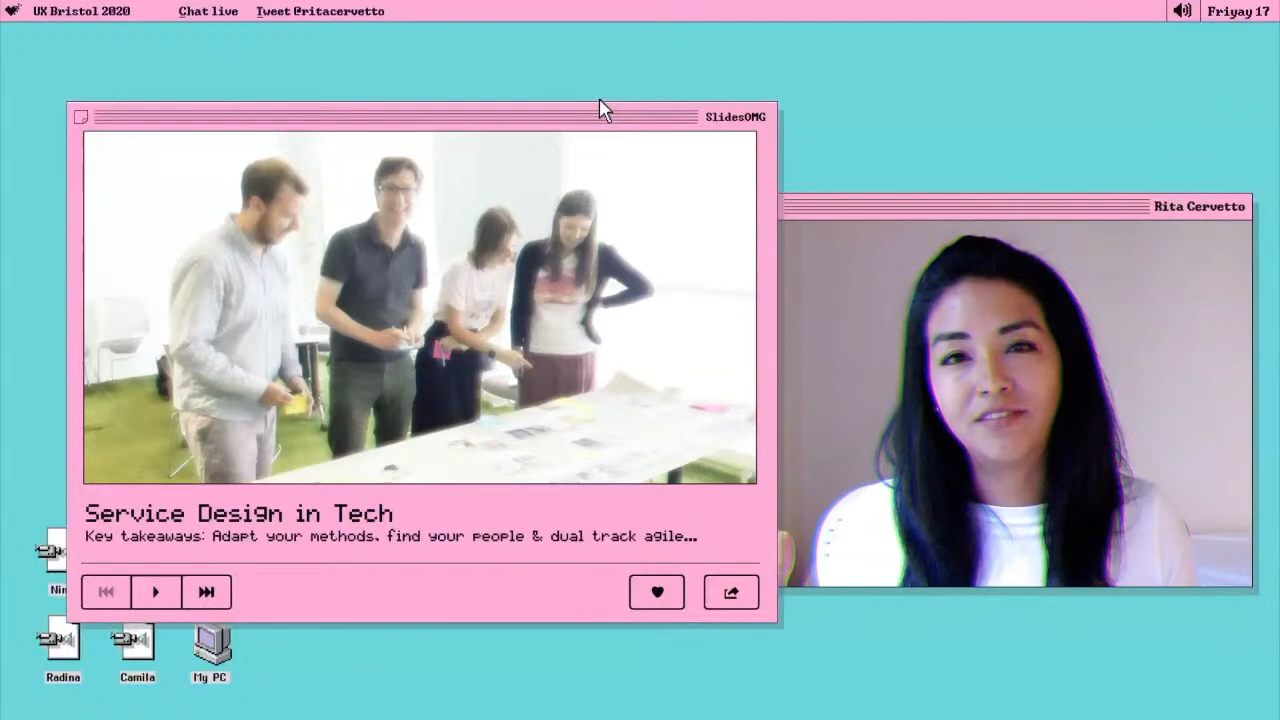 UX Bristol 2020
Chat live
Tweet @ritacervetto
Friyay 17
SlidesOMG
Rita Cervetto
Service Design in Tech
Key takeaways: Adapt your methods, find your people & dual track agile...
Nin
Radina
Camila
My PC